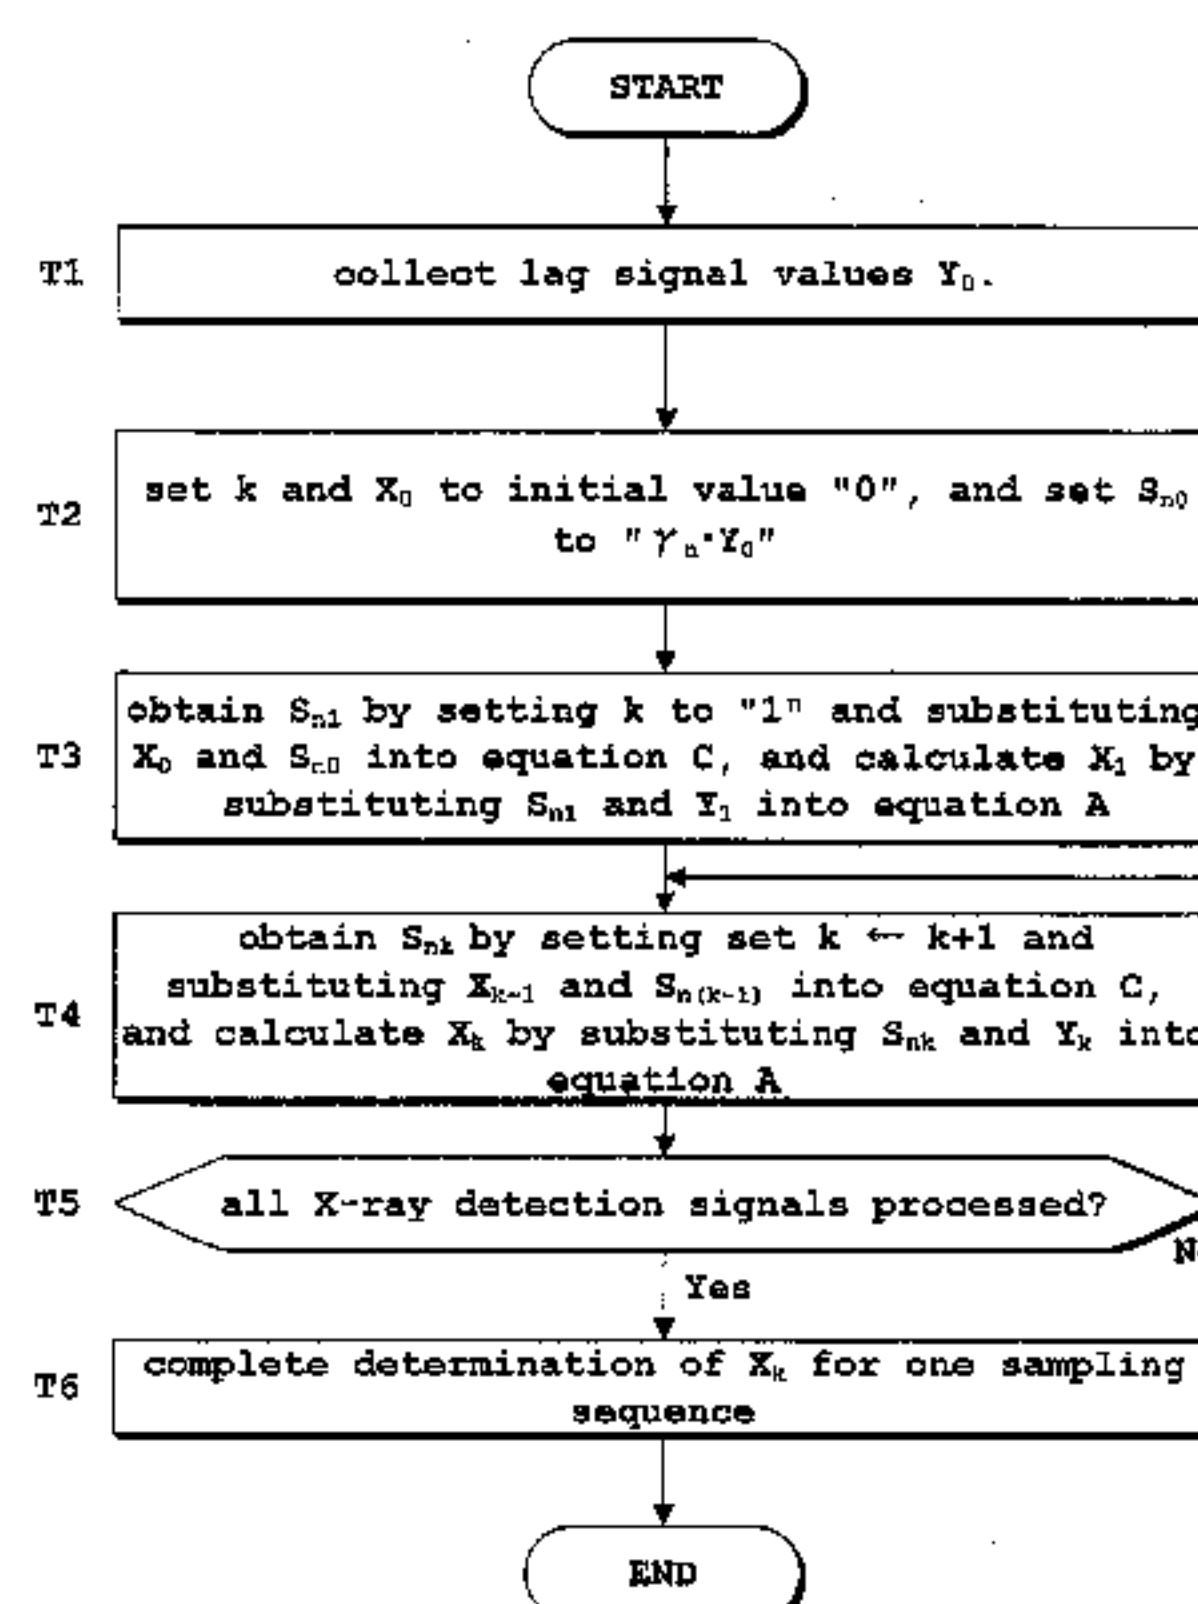 START
T1
collect lag signal values Y₀.
T2
set k and X₀ to initial value "0", and set Sₙ₀
to "γₙ·Y₀"
T3
obtain Sₙ₁ by setting k to "1" and substituting
X₀ and Sₙ₀ into equation C, and calculate X₁ by
substituting Sₙ₁ and Y₁ into equation A
T4
obtain Sₙₖ by setting set k ← k+1 and
substituting Xₖ₋₁ and Sₙ₍ₖ₋₁₎ into equation C,
and calculate Xₖ by substituting Sₙₖ and Yₖ into
equation A
T5
all X-ray detection signals processed?
Yes
T6
complete determination of Xₖ for one sampling
sequence
END